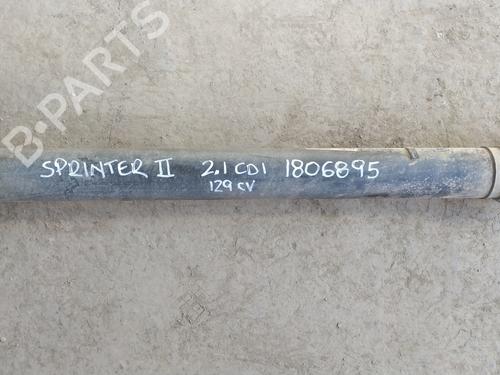 B-PARTS
SPRINTER II 2.1 CDI 1806895
129 CV